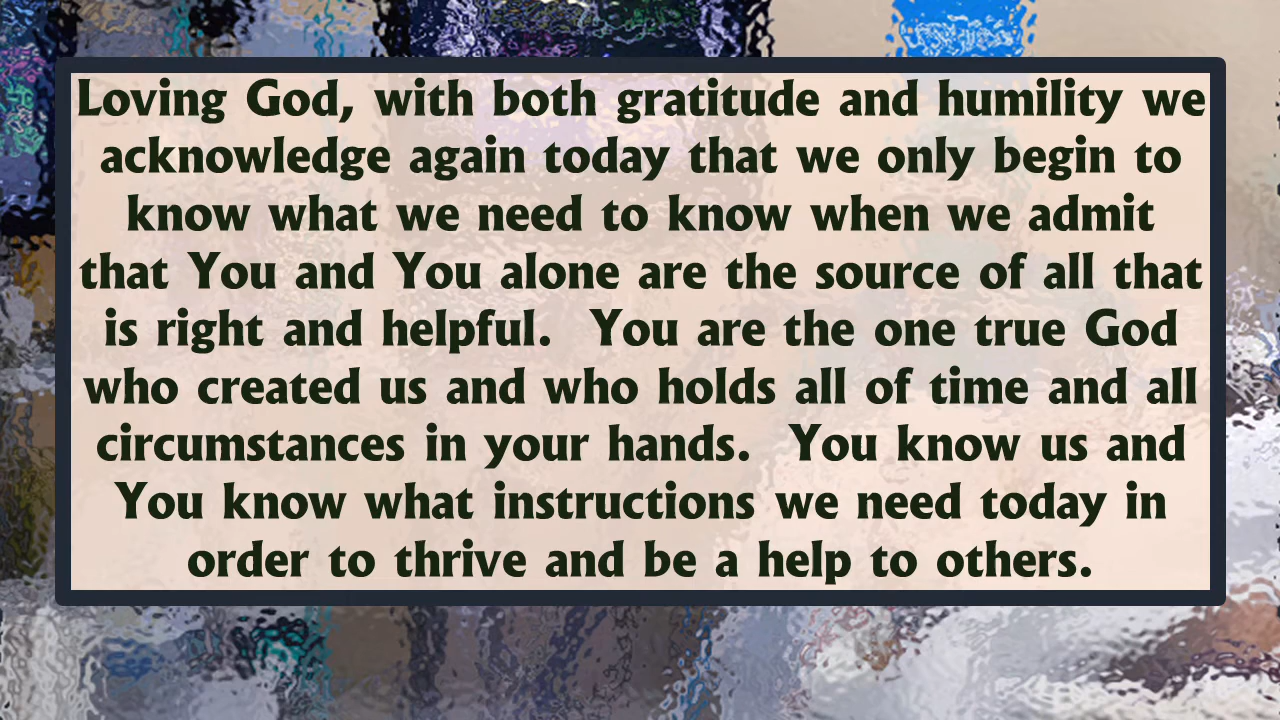 Loving God, with both gratitude and humility we
acknowledge again today that we only begin to
know what we need to know when we admit
that You and You alone are the source of all that
is right and helpful.  You are the one true God
who created us and who holds all of time and all
circumstances in your hands.  You know us and
You know what instructions we need today in
order to thrive and be a help to others.